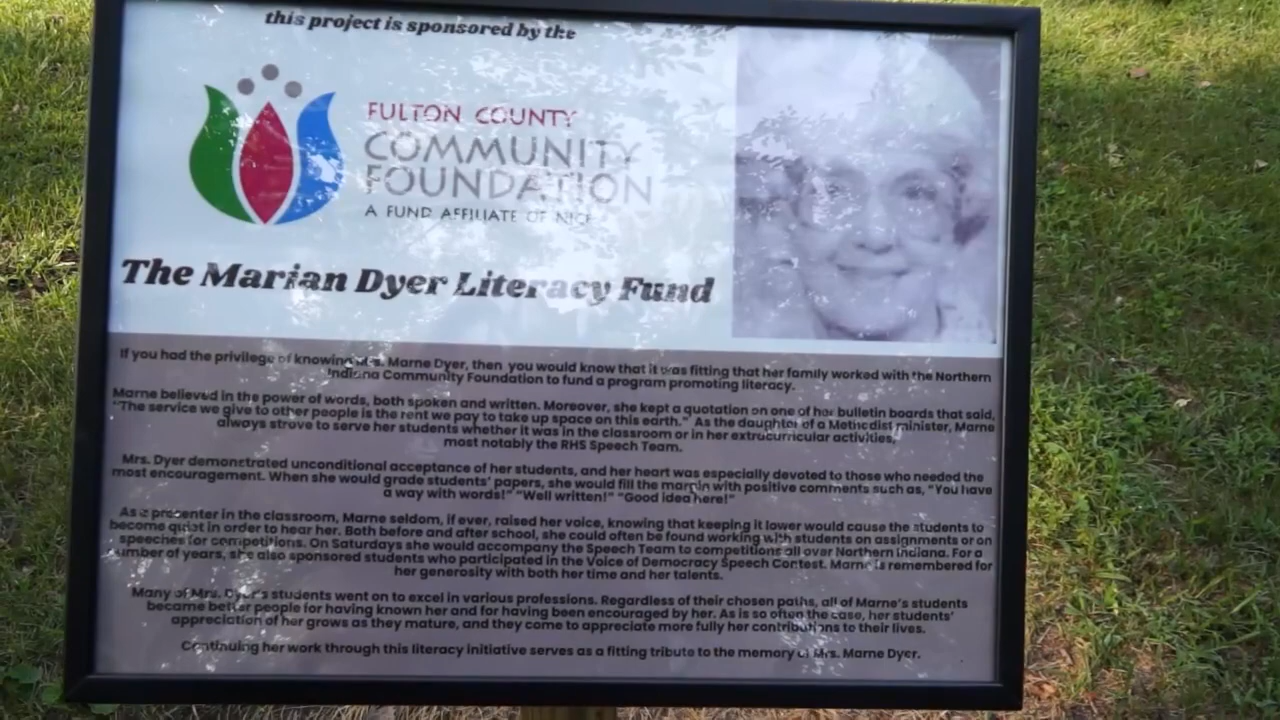 this project is sponsored by the
FULTON COUNTY
COMMUNITY
FOUNDATION
A FUND AFFILIATE OF NICF
The Marian Dyer Literacy Fund
If you had the privilege of knowing Mrs. Marne Dyer, then you would know that it was fitting that her family worked with the Northern
Indiana Community Foundation to fund a program promoting literacy.
Marne believed in the power of words, both spoken and written. Moreover, she kept a quotation on one of her bulletin boards that said,
"The service we give to other people is the rent we pay to take up space on this earth." As the daughter of a Methodist minister, Marne
always strove to serve her students whether it was in the classroom or in her extracurricular activities,
most notably the RHS Speech Team.
Mrs. Dyer demonstrated unconditional acceptance of her students, and her heart was especially devoted to those who needed the
most encouragement. When she would grade students' papers, she would fill the margin with positive comments such as, "You have
a way with words!" "Well written!" "Good idea here!"
As a presenter in the classroom, Marne seldom, if ever, raised her voice, knowing that keeping it lower would cause the students to
become quiet in order to hear her. Both before and after school, she could often be found working with students on assignments or on
speeches for competitions. On Saturdays she would accompany the Speech Team to competitions all over Northern Indiana. For a
number of years, she also sponsored students who participated in the Voice of Democracy Speech Contest. Marne is remembered for
her generosity with both her time and her talents.
Many of Mrs. Dyer's students went on to excel in various professions. Regardless of their chosen paths, all of Marne's students
became better people for having known her and for having been encouraged by her. As is so often the case, her students'
appreciation of her grows as they mature, and they come to appreciate more fully her contributions to their lives.
Continuing her work through this literacy initiative serves as a fitting tribute to the memory of Mrs. Marne Dyer.